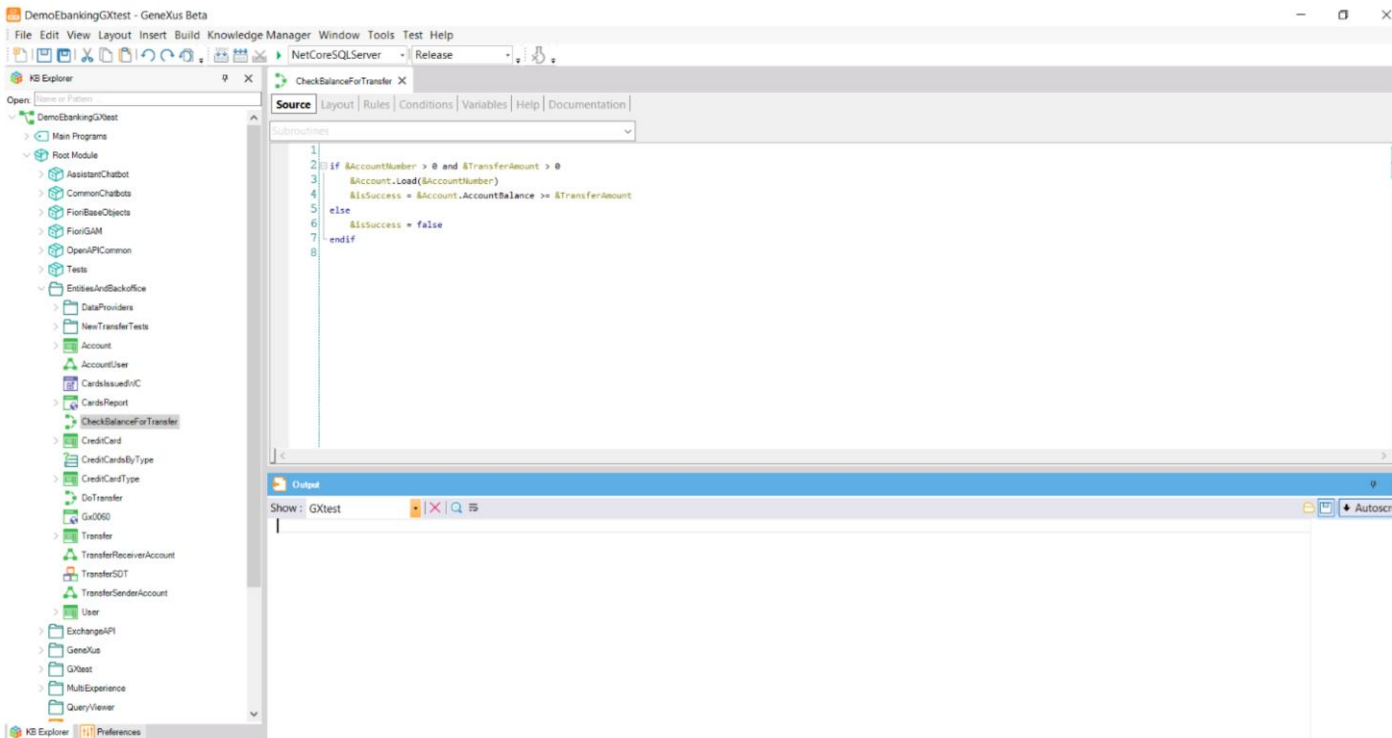 DemoEbankingGXtest - GeneXus Beta
File Edit View Layout Insert Build Knowledge Manager Window Tools Test Help
NetCoreSQLServer Release
KB Explorer
CheckBalanceForTransfer
Open: Name or Pattern ...
Source Layout Rules Conditions Variables Help Documentation
Subroutines
DemoEbankingGXtest
Main Programs
Root Module
AssistantChatbot
CommonChatbots
FioriBaseObjects
FioriGAM
OpenAPICommon
Tests
EntitiesAndBackoffice
DataProviders
NewTransferTests
Account
AccountUser
CardsIssuedWC
CardsReport
CheckBalanceForTransfer
CreditCard
CreditCardsByType
CreditCardType
DoTransfer
Gx0060
Transfer
TransferReceiverAccount
TransferSDT
TransferSenderAccount
User
ExchangeAPI
GeneXus
GXtest
MultiExperience
QueryViewer
KB Explorer Preferences
1
2 if &AccountNumber > 0 and &TransferAmount > 0
3 &Account.Load(&AccountNumber)
4 &isSuccess = &Account.AccountBalance >= &TransferAmount
5 else
6 &isSuccess = false
7 endif
8
Output
Show: GXtest
Autoscr